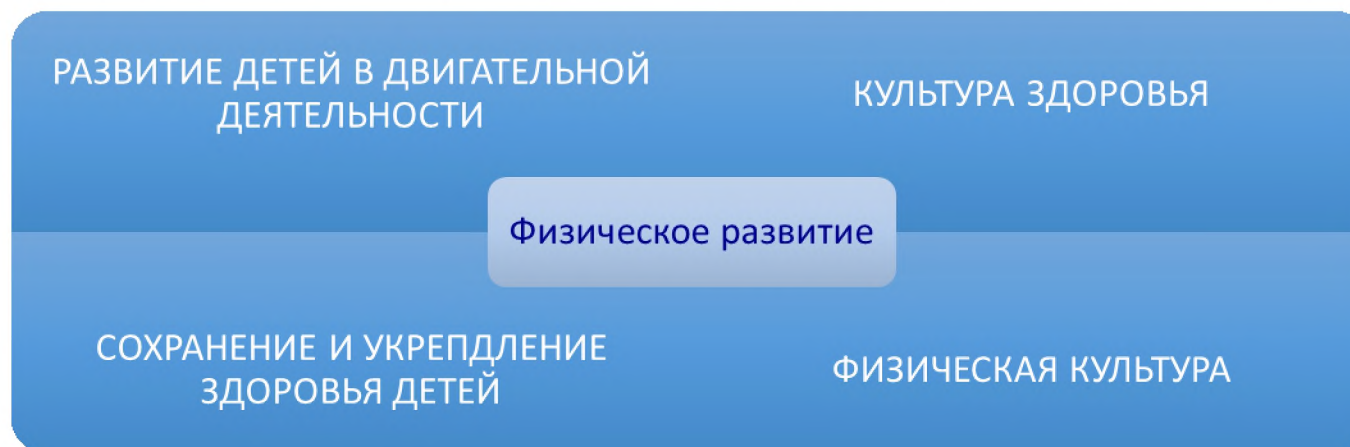 РАЗВИТИЕ ДЕТЕЙ В ДВИГАТЕЛЬНОЙ
ДЕЯТЕЛЬНОСТИ
КУЛЬТУРА ЗДОРОВЬЯ
Физическое развитие
СОХРАНЕНИЕ И УКРЕПДЛЕНИЕ
ЗДОРОВЬЯ ДЕТЕЙ
ФИЗИЧЕСКАЯ КУЛЬТУРА